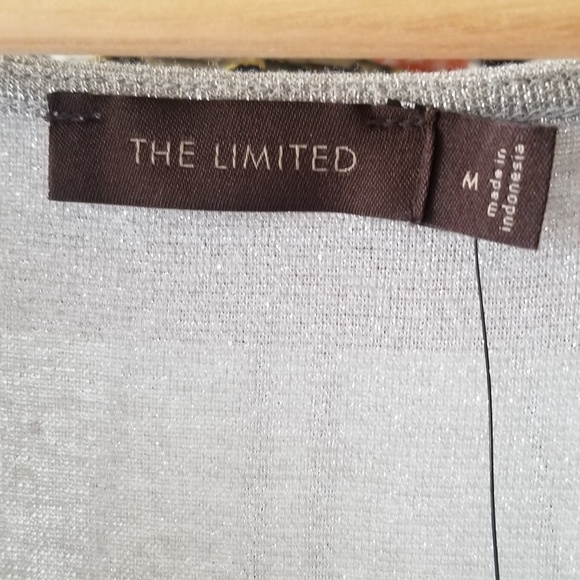 THE LIMITED
M
made in
indonesia